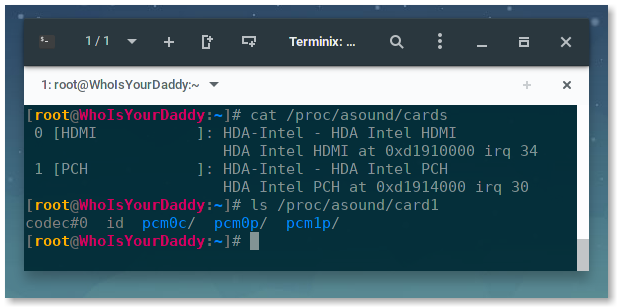 1 / 1 Terminix: ...
1: root@WhoIsYourDaddy:~
[root@WhoIsYourDaddy:~]# cat /proc/asound/cards
 0 [HDMI           ]: HDA-Intel - HDA Intel HDMI
                      HDA Intel HDMI at 0xd1910000 irq 34
 1 [PCH            ]: HDA-Intel - HDA Intel PCH
                      HDA Intel PCH at 0xd1914000 irq 30
[root@WhoIsYourDaddy:~]# ls /proc/asound/card1
codec#0  id  pcm0c/  pcm0p/  pcm1p/
[root@WhoIsYourDaddy:~]#